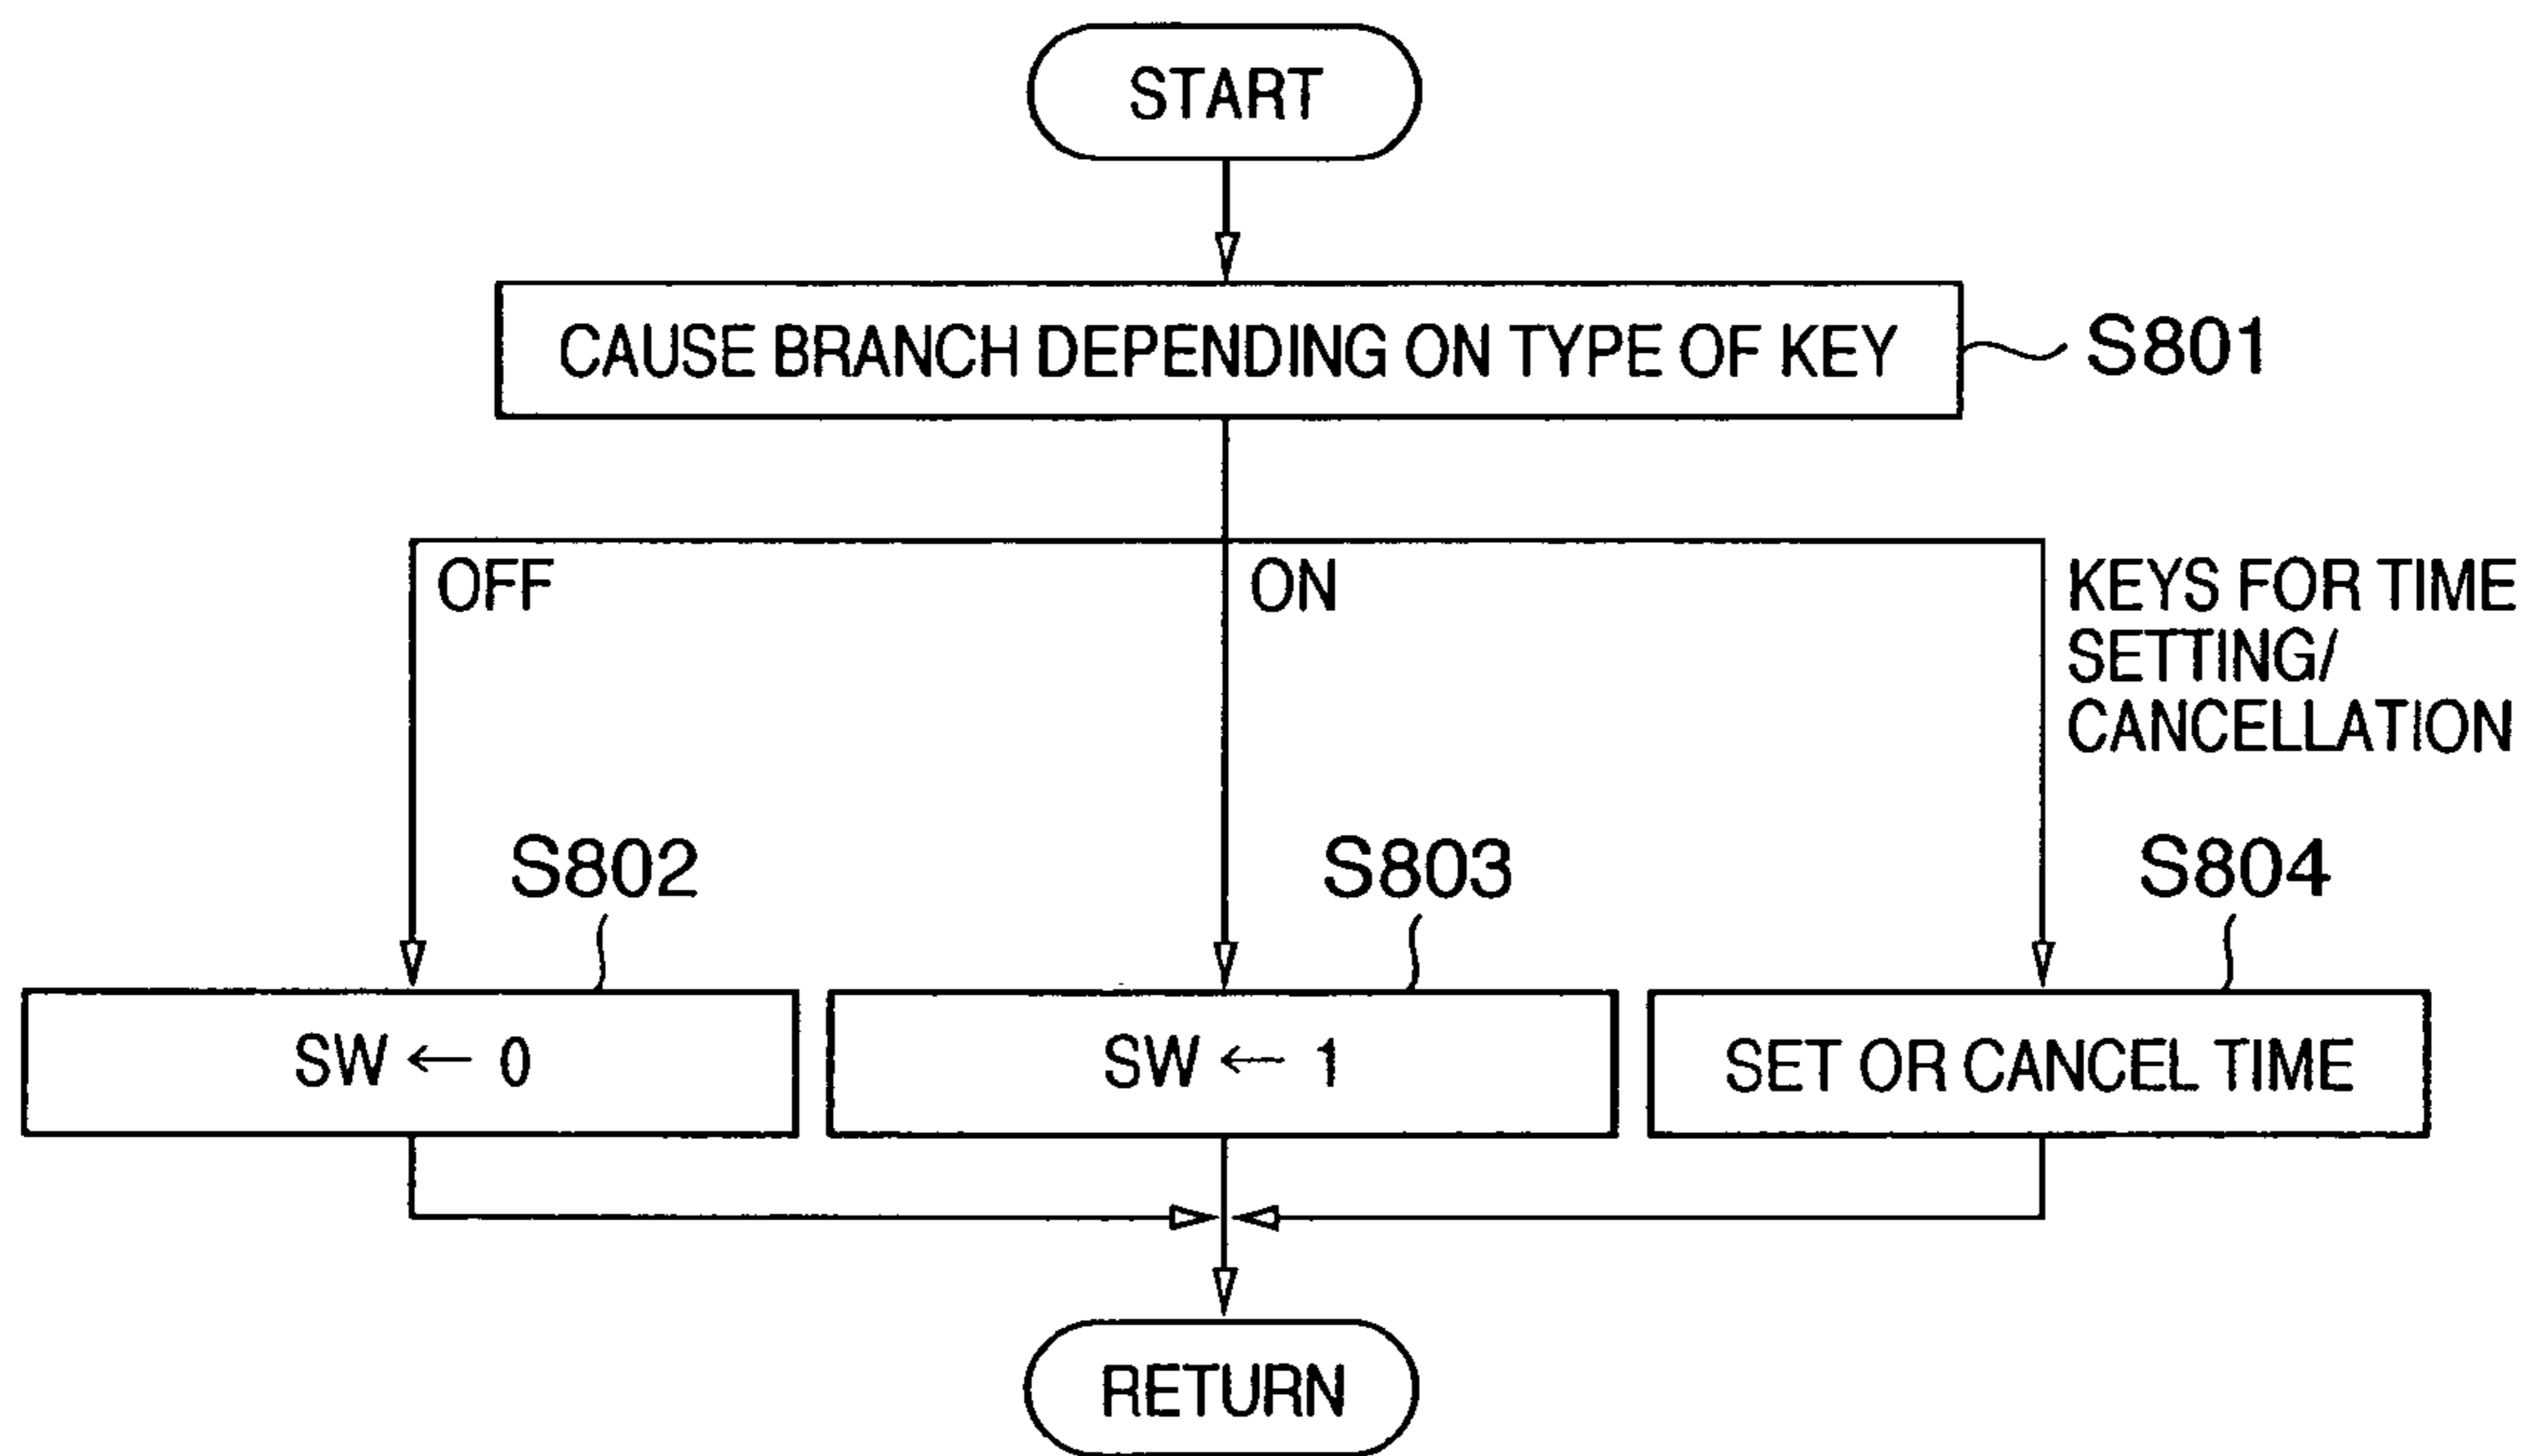 START
CAUSE BRANCH DEPENDING ON TYPE OF KEY
S801
OFF
ON
KEYS FOR TIME
SETTING/
CANCELLATION
S802
S803
S804
SW ← 0
SW ← 1
SET OR CANCEL TIME
RETURN